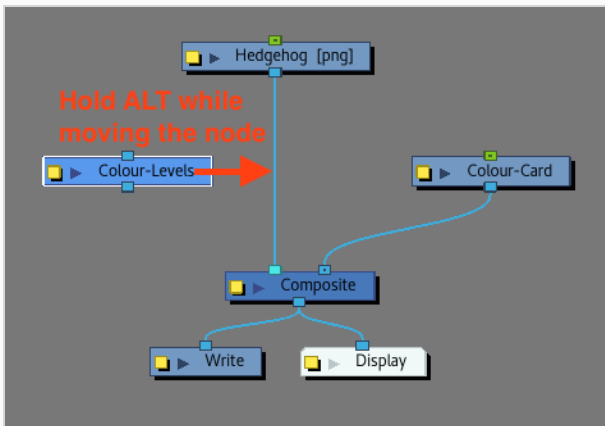 Hedgehog [png]
Hold ALT while
moving the node
Colour-Levels
Colour-Card
Composite
Write
Display